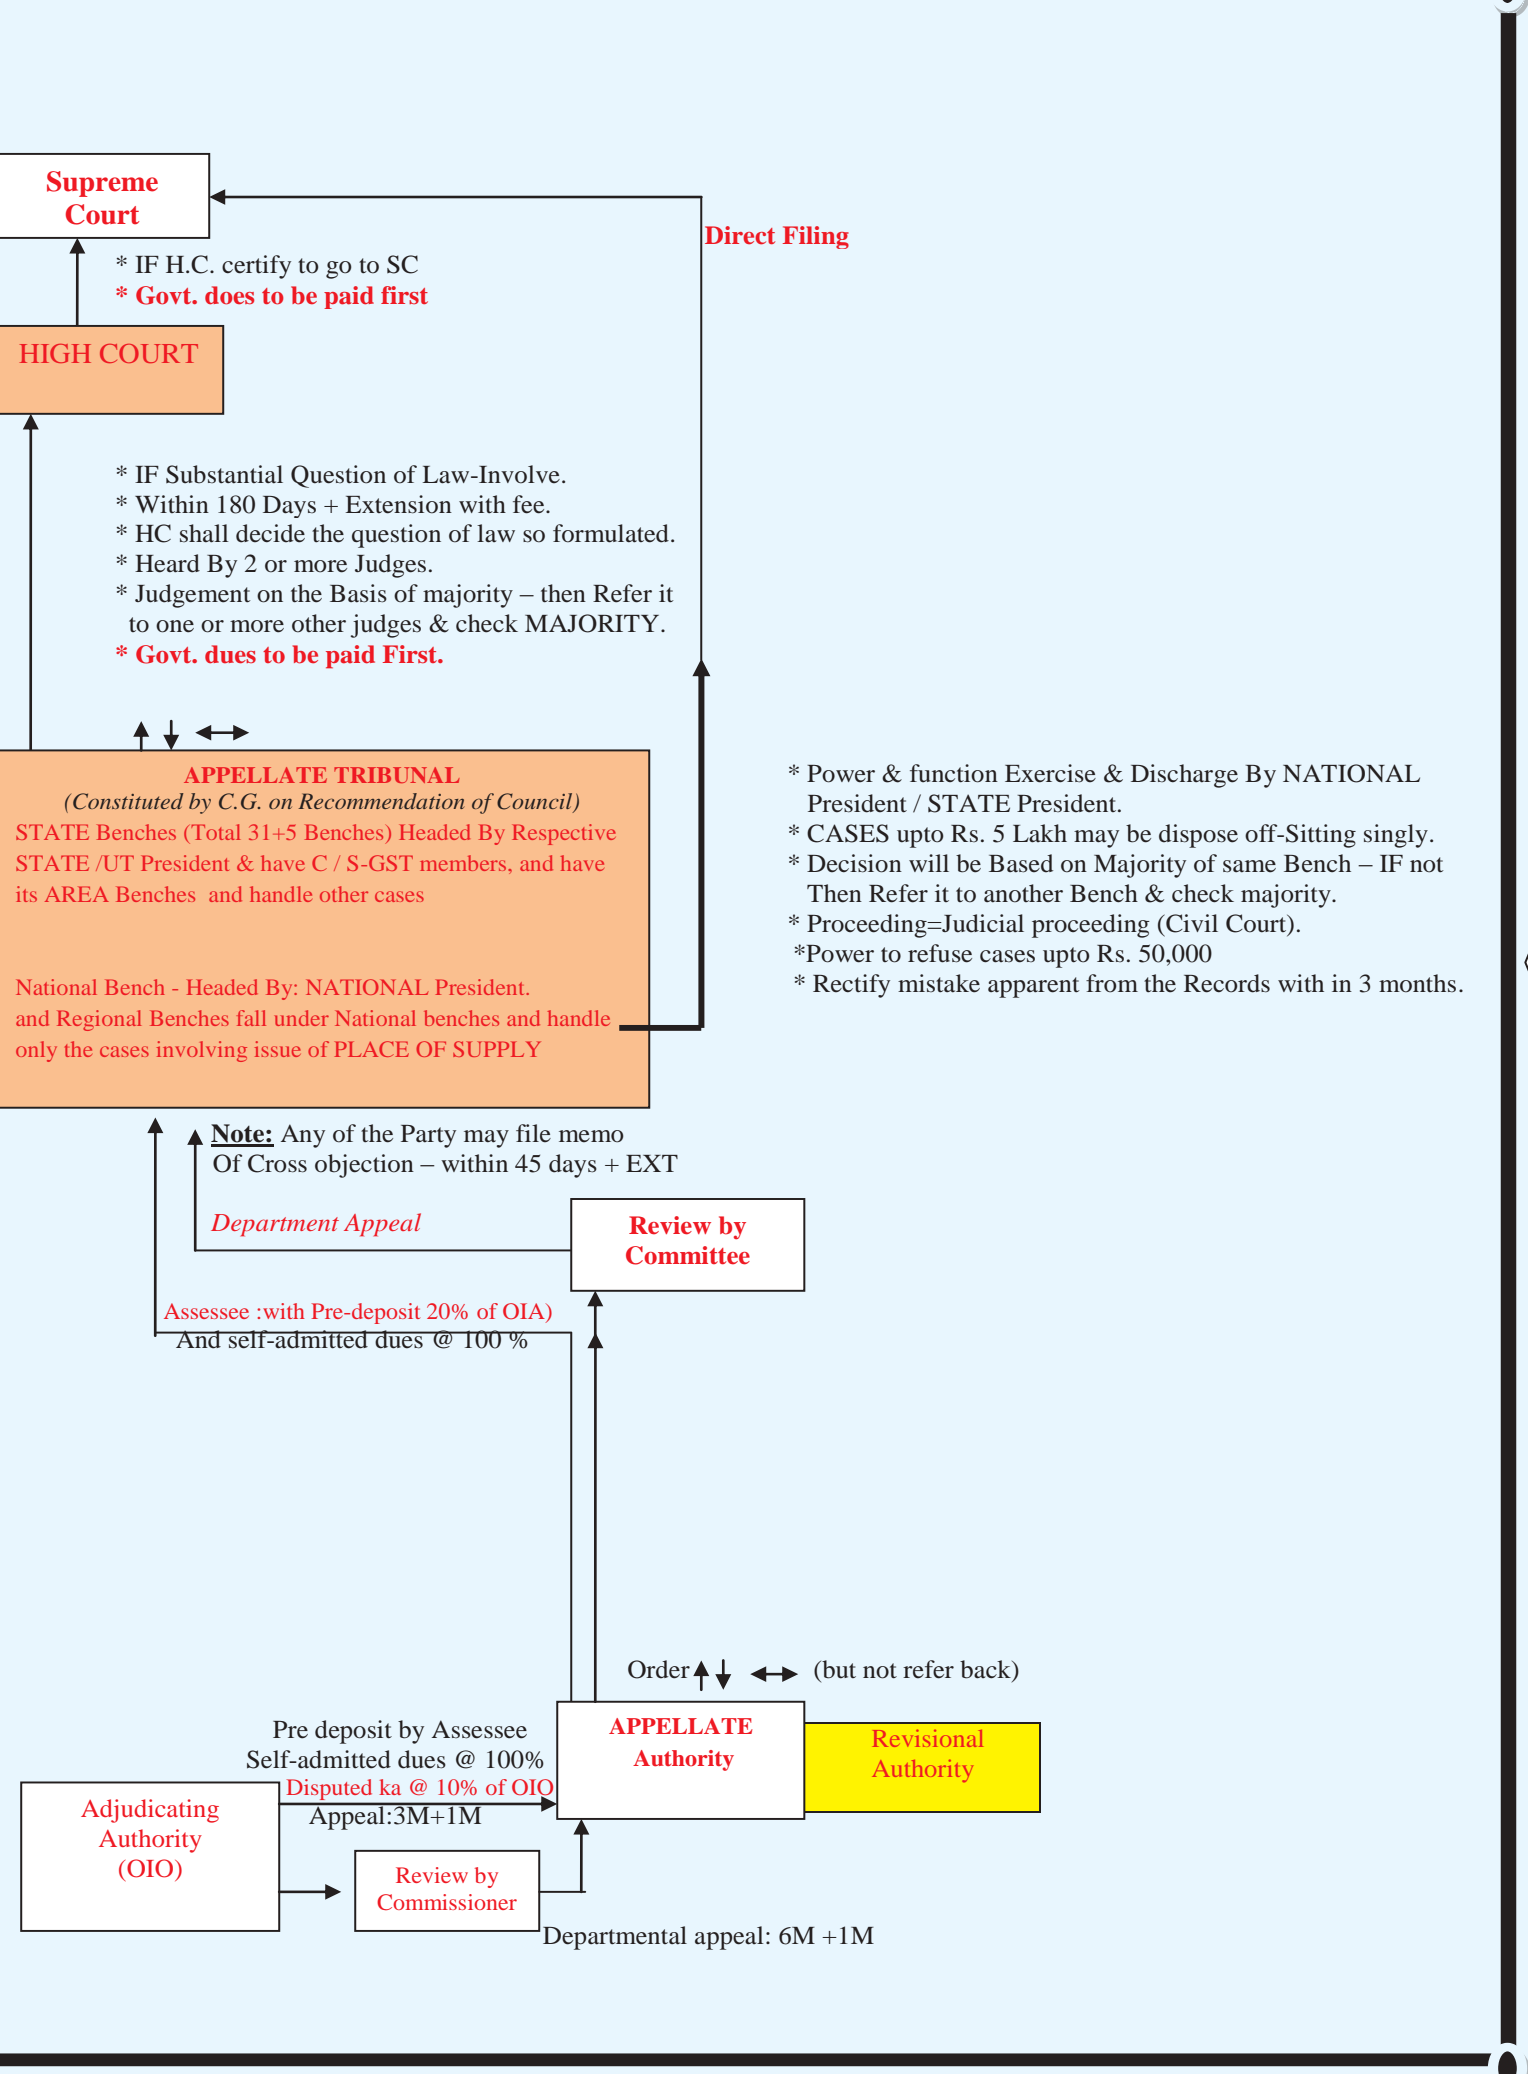 Supreme
Court
Direct Filing
* IF H.C. certify to go to SC
* Govt. does to be paid first
HIGH COURT
* IF Substantial Question of Law-Involve.
* Within 180 Days + Extension with fee.
* HC shall decide the question of law so formulated.
* Heard By 2 or more Judges.
* Judgement on the Basis of majority – then Refer it
to one or more other judges & check MAJORITY.
* Govt. dues to be paid First.
APPELLATE TRIBUNAL
(Constituted by C.G. on Recommendation of Council)
STATE Benches (Total 31+5 Benches) Headed By Respective
STATE /UT President & have C / S-GST members, and have
its AREA Benches and handle other cases
National Bench - Headed By: NATIONAL President.
and Regional Benches fall under National benches and handle
only the cases involving issue of PLACE OF SUPPLY
* Power & function Exercise & Discharge By NATIONAL
President / STATE President.
* CASES upto Rs. 5 Lakh may be dispose off-Sitting singly.
* Decision will be Based on Majority of same Bench – IF not
Then Refer it to another Bench & check majority.
* Proceeding=Judicial proceeding (Civil Court).
*Power to refuse cases upto Rs. 50,000
* Rectify mistake apparent from the Records with in 3 months.
Note: Any of the Party may file memo
Of Cross objection – within 45 days + EXT
Department Appeal
Review by
Committee
Assessee :with Pre-deposit 20% of OIA)
And self-admitted dues @ 100 %
Order (but not refer back)
APPELLATE
Authority
Revisional
Authority
Pre deposit by Assessee
Self-admitted dues @ 100%
Disputed ka @ 10% of OIO
Appeal:3M+1M
Adjudicating
Authority
(OIO)
Review by
Commissioner
Departmental appeal: 6M +1M